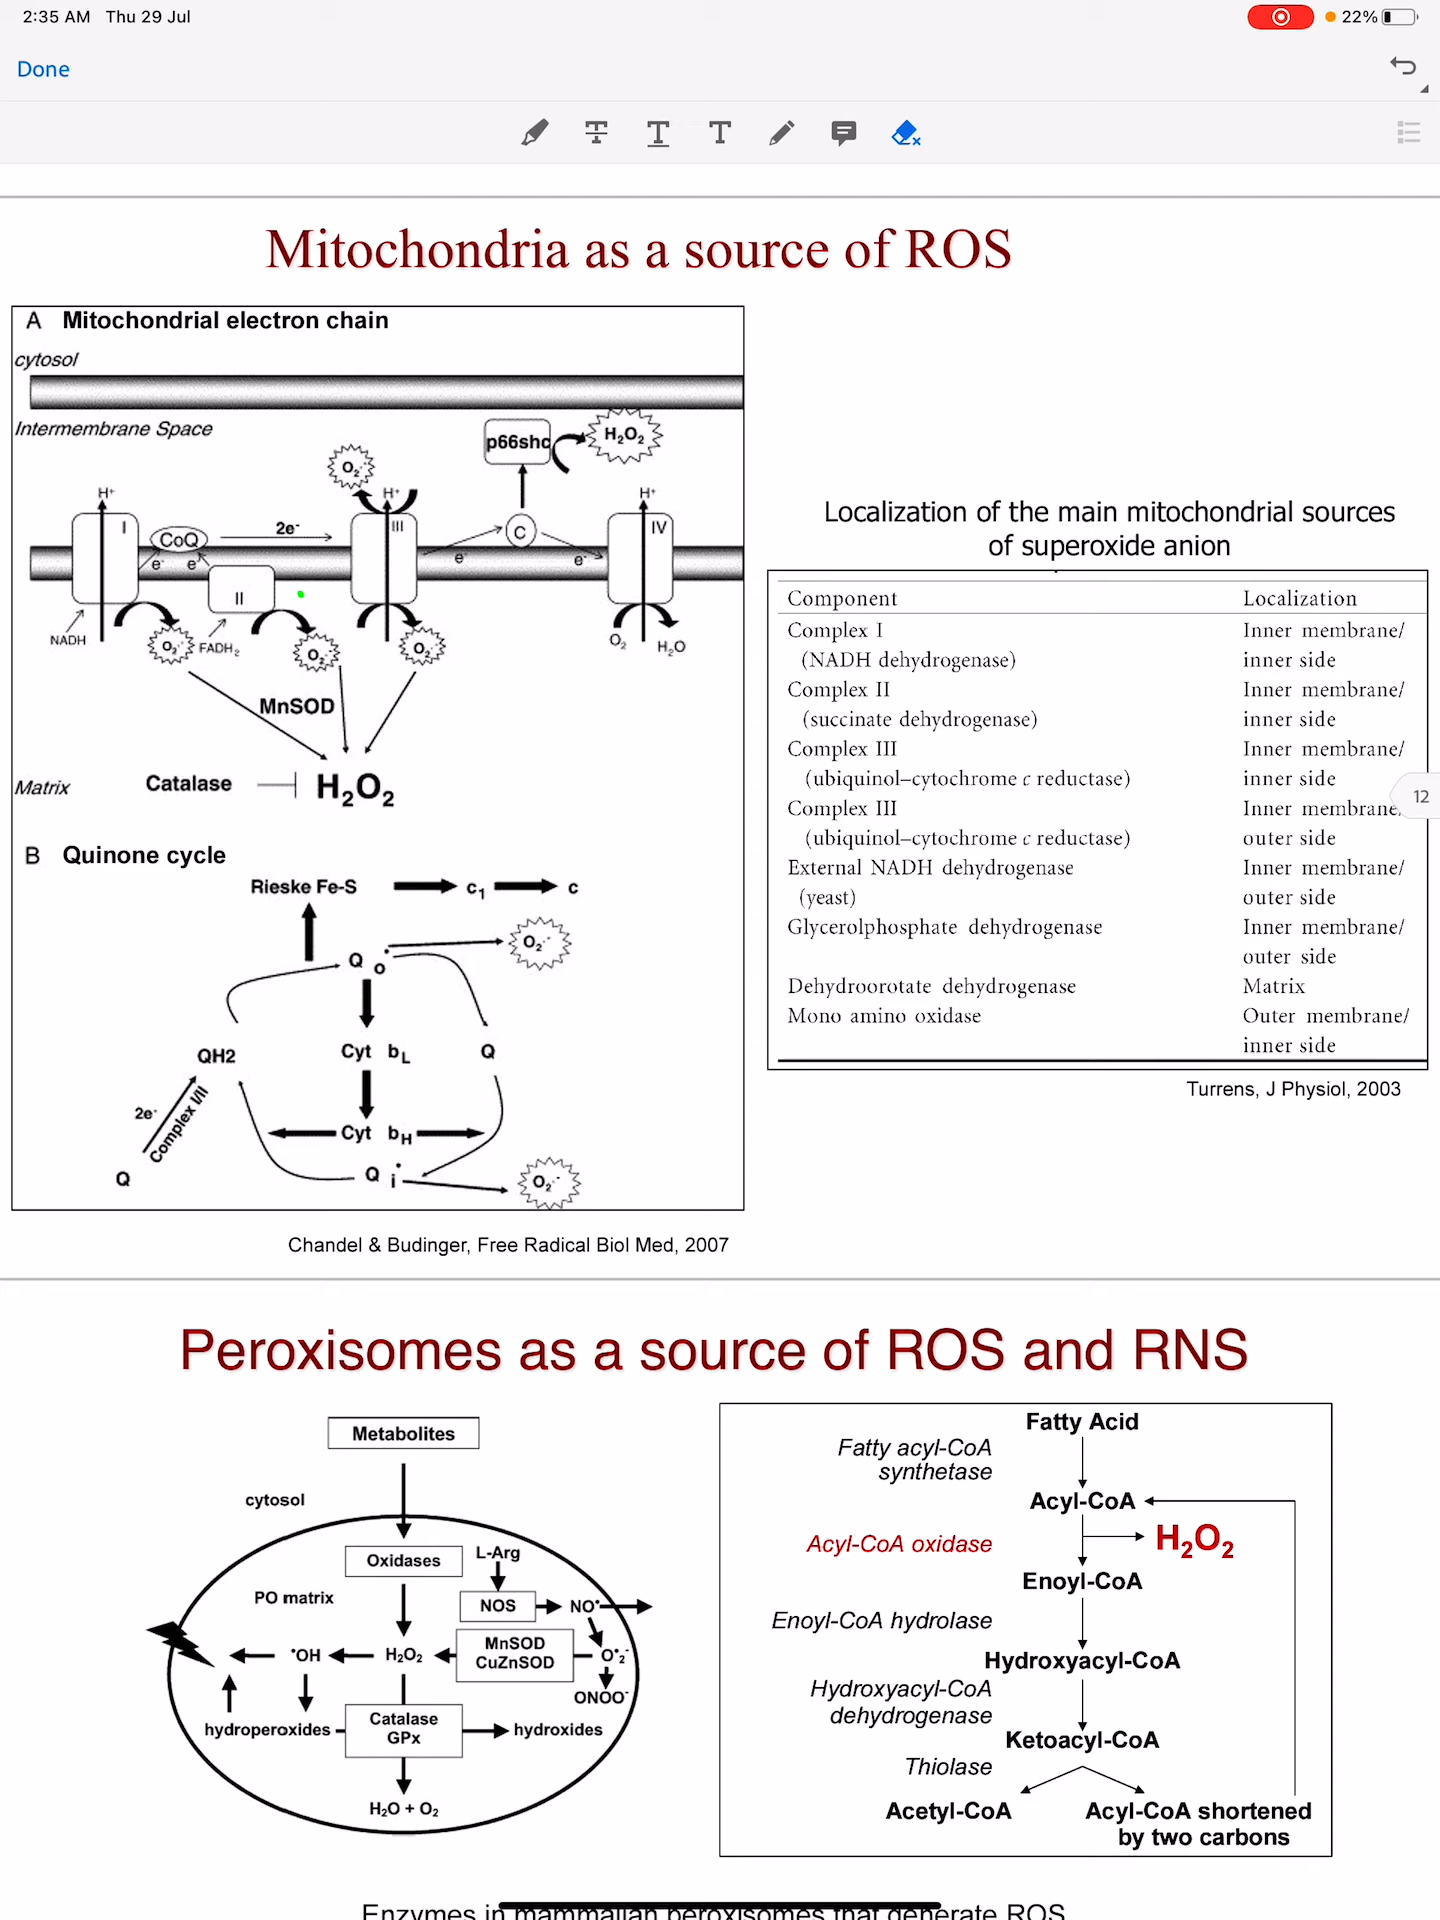 2:35 AM Thu 29 Jul
22%
Done
Mitochondria as a source of ROS
A Mitochondrial electron chain
cytosol
Intermembrane Space
p66shc
H₂O₂
O₂·⁻
H⁺
H⁺
H⁺
I
CoQ
2e⁻
III
C
IV
e⁻
e⁻
e⁻
e⁻
II
NADH
O₂·⁻
FADH₂
O₂·⁻
O₂·⁻
O₂
H₂O
MnSOD
Matrix
Catalase
H₂O₂
B Quinone cycle
Rieske Fe-S
c₁
c
Q o•
O₂·⁻
QH2
Cyt b_L
Q
2e⁻
Complex I/II
Cyt b_H
Q
Q i•
O₂·⁻
Chandel & Budinger, Free Radical Biol Med, 2007
Localization of the main mitochondrial sources
of superoxide anion
Component Localization
Complex I Inner membrane/
(NADH dehydrogenase) inner side
Complex II Inner membrane/
(succinate dehydrogenase) inner side
Complex III Inner membrane/
(ubiquinol–cytochrome c reductase) inner side
Complex III Inner membrane/
(ubiquinol–cytochrome c reductase) outer side
External NADH dehydrogenase Inner membrane/
(yeast) outer side
Glycerolphosphate dehydrogenase Inner membrane/
outer side
Dehydroorotate dehydrogenase Matrix
Mono amino oxidase Outer membrane/
inner side
12
Turrens, J Physiol, 2003
Peroxisomes as a source of ROS and RNS
Metabolites
cytosol
Oxidases
L-Arg
PO matrix
NOS
NO•
•OH
H₂O₂
MnSOD
CuZnSOD
O•₂⁻
ONOO⁻
hydroperoxides
Catalase
GPx
hydroxides
H₂O + O₂
Fatty Acid
Fatty acyl-CoA
synthetase
Acyl-CoA
Acyl-CoA oxidase
H₂O₂
Enoyl-CoA
Enoyl-CoA hydrolase
Hydroxyacyl-CoA
Hydroxyacyl-CoA
dehydrogenase
Ketoacyl-CoA
Thiolase
Acetyl-CoA
Acyl-CoA shortened
by two carbons
Enzymes in mammalian peroxisomes that generate ROS